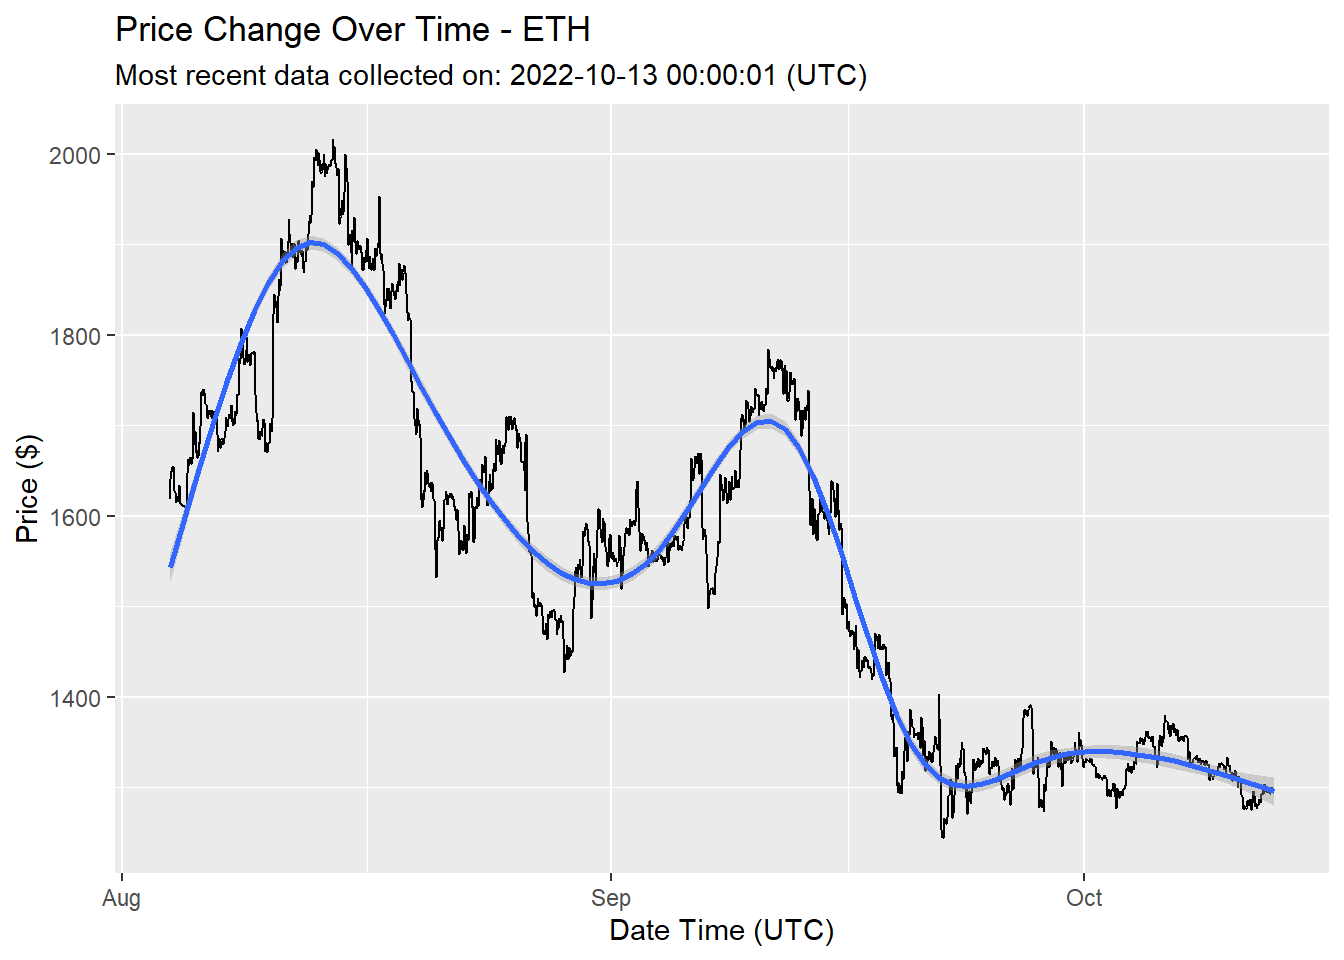 Price Change Over Time - ETH
Most recent data collected on: 2022-10-13 00:00:01 (UTC)
Price ($)
2000
1800
1600
1400
Aug Sep Oct
Date Time (UTC)